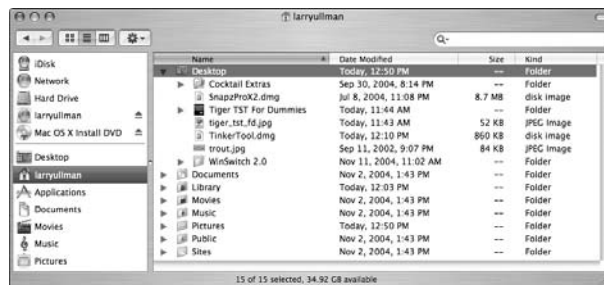 larryullman
Name Date Modified Size Kind
iDisk
Network
Hard Drive
larryullman
Mac OS X Install DVD
Desktop
larryullman
Applications
Documents
Movies
Music
Pictures
Desktop Today, 12:50 PM -- Folder
Cocktail Extras Sep 30, 2004, 8:14 PM -- Folder
SnapzProX2.dmg Jul 8, 2004, 11:08 PM 8.7 MB disk image
Tiger TST For Dummies Today, 11:44 AM -- Folder
tiger_tst_fd.jpg Today, 11:43 AM 52 KB JPEG Image
TinkerTool.dmg Today, 12:10 PM 860 KB disk image
trout.jpg Sep 11, 2002, 9:07 PM 84 KB JPEG Image
WinSwitch 2.0 Nov 11, 2004, 11:02 AM -- Folder
Documents Nov 2, 2004, 1:43 PM -- Folder
Library Today, 12:03 PM -- Folder
Movies Nov 2, 2004, 1:43 PM -- Folder
Music Nov 2, 2004, 1:43 PM -- Folder
Pictures Today, 12:50 PM -- Folder
Public Nov 2, 2004, 1:43 PM -- Folder
Sites Nov 2, 2004, 1:43 PM -- Folder
15 of 15 selected, 34.92 GB available